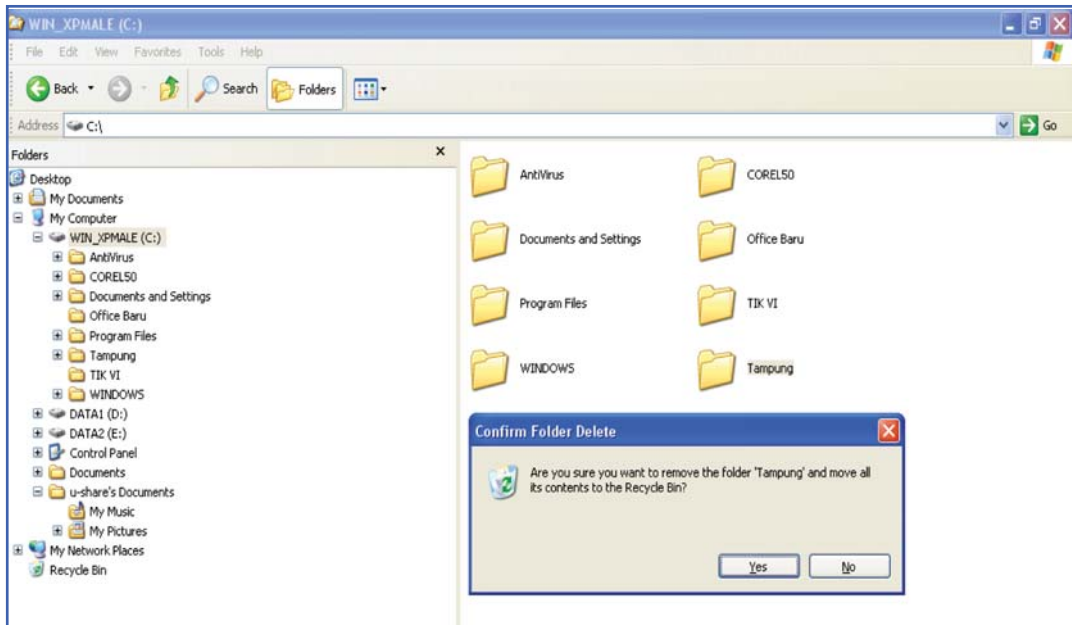 WIN_XPMALE (C:)
File Edit View Favorites Tools Help
Back Search Folders
Address C:\ Go
Folders
Desktop
My Documents
My Computer
WIN_XPMALE (C:)
AntiVirus
COREL50
Documents and Settings
Office Baru
Program Files
Tampung
TIK VI
WINDOWS
DATA1 (D:)
DATA2 (E:)
Control Panel
Documents
u-share's Documents
My Music
My Pictures
My Network Places
Recycle Bin
AntiVirus COREL50
Documents and Settings Office Baru
Program Files TIK VI
WINDOWS Tampung
Confirm Folder Delete
Are you sure you want to remove the folder 'Tampung' and move all
its contents to the Recycle Bin?
Yes No